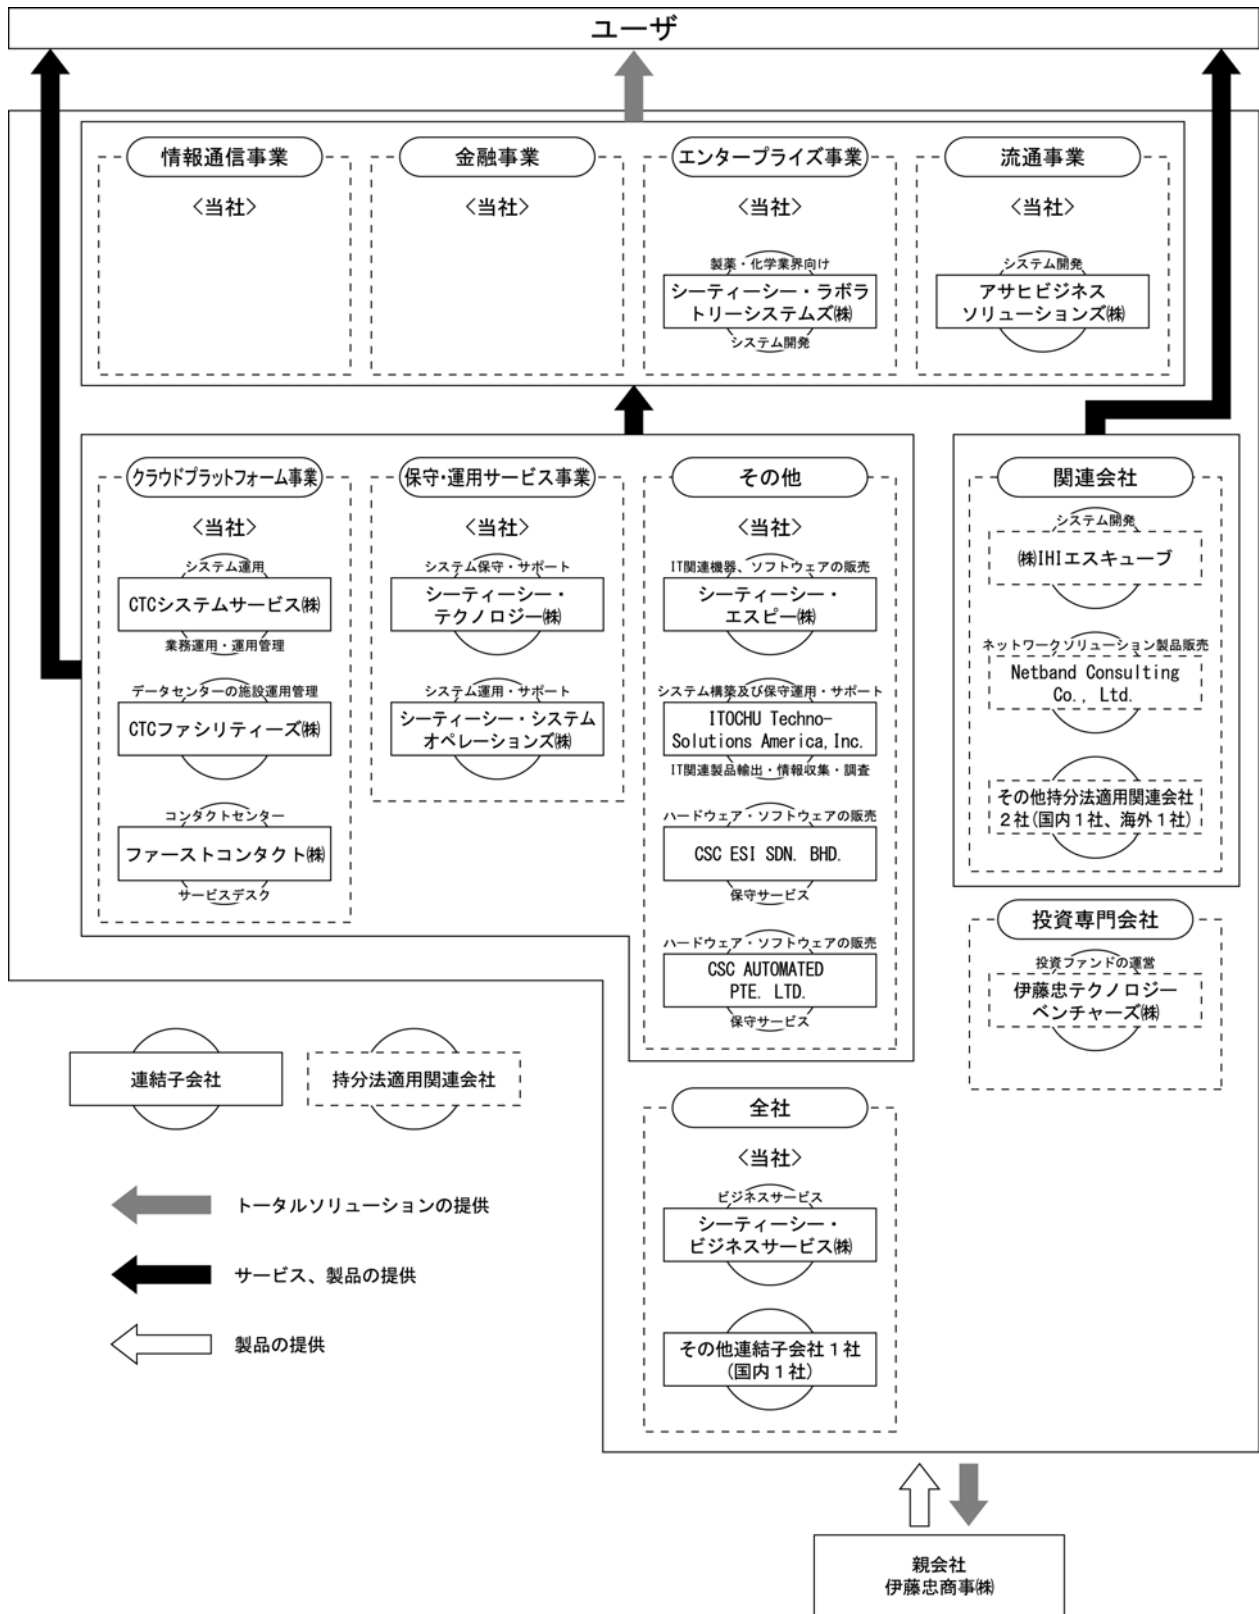 ユーザ
情報通信事業
〈当社〉
金融事業
〈当社〉
エンタープライズ事業
〈当社〉
製薬・化学業界向け
シーティーシー・ラボラ
トリーシステムズ㈱
システム開発
流通事業
〈当社〉
システム開発
アサヒビジネス
ソリューションズ㈱
クラウドプラットフォーム事業
〈当社〉
システム運用
CTCシステムサービス㈱
業務運用・運用管理
データセンターの施設運用管理
CTCファシリティーズ㈱
コンタクトセンター
ファーストコンタクト㈱
サービスデスク
保守・運用サービス事業
〈当社〉
システム保守・サポート
シーティーシー・
テクノロジー㈱
システム運用・サポート
シーティーシー・システム
オペレーションズ㈱
その他
〈当社〉
IT関連機器、ソフトウェアの販売
シーティーシー・
エスピー㈱
システム構築及び保守運用・サポート
ITOCHU Techno-
Solutions America,Inc.
IT関連製品輸出・情報収集・調査
ハードウェア・ソフトウェアの販売
CSC ESI SDN. BHD.
保守サービス
ハードウェア・ソフトウェアの販売
CSC AUTOMATED
PTE. LTD.
保守サービス
関連会社
システム開発
㈱IHIエスキューブ
ネットワークソリューション製品販売
Netband Consulting
Co., Ltd.
その他持分法適用関連会社
２社(国内１社、海外１社)
投資専門会社
投資ファンドの運営
伊藤忠テクノロジー
ベンチャーズ㈱
連結子会社
持分法適用関連会社
トータルソリューションの提供
サービス、製品の提供
製品の提供
全社
〈当社〉
ビジネスサービス
シーティーシー・
ビジネスサービス㈱
その他連結子会社１社
(国内１社)
親会社
伊藤忠商事㈱